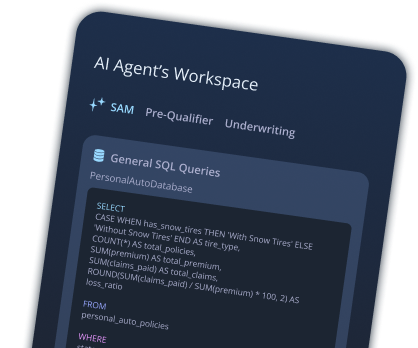 AI Agent’s Workspace
SAM Pre-Qualifier Underwriting
General SQL Queries
PersonalAutoDatabase
SELECT
CASE WHEN has_snow_tires THEN 'With Snow Tires' ELSE
'Without Snow Tires' END AS tire_type,
COUNT(*) AS total_policies,
SUM(premium) AS total_premium,
SUM(claims_paid) AS total_claims,
ROUND(SUM(claims_paid) / SUM(premium) * 100, 2) AS
loss_ratio
FROM
personal_auto_policies
WHERE